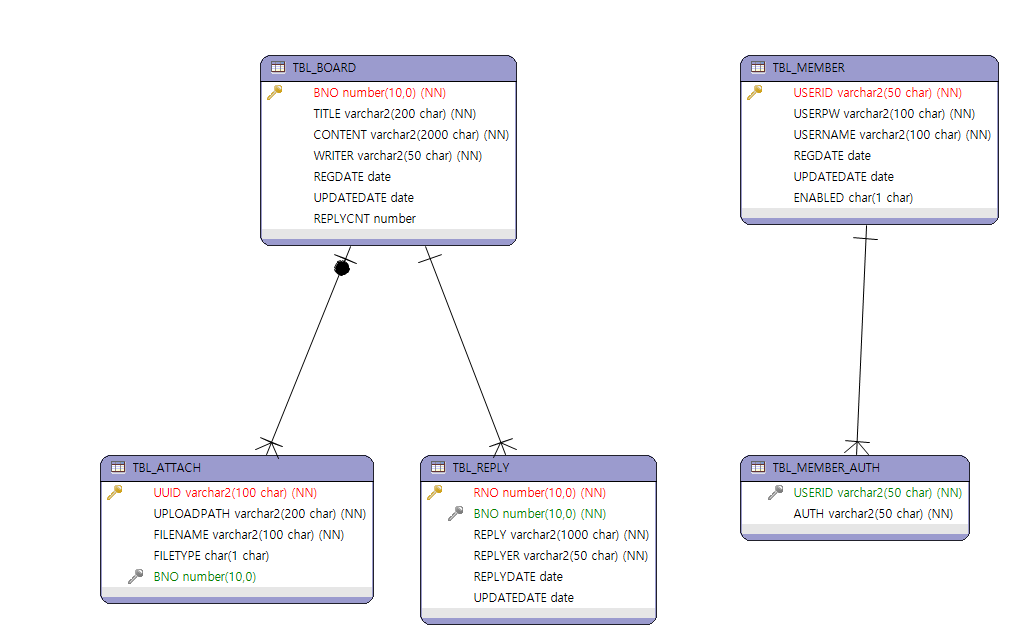 TBL_BOARD
BNO number(10,0) (NN)
TITLE varchar2(200 char) (NN)
CONTENT varchar2(2000 char) (NN)
WRITER varchar2(50 char) (NN)
REGDATE date
UPDATEDATE date
REPLYCNT number
TBL_MEMBER
USERID varchar2(50 char) (NN)
USERPW varchar2(100 char) (NN)
USERNAME varchar2(100 char) (NN)
REGDATE date
UPDATEDATE date
ENABLED char(1 char)
TBL_ATTACH
UUID varchar2(100 char) (NN)
UPLOADPATH varchar2(200 char) (NN)
FILENAME varchar2(100 char) (NN)
FILETYPE char(1 char)
BNO number(10,0)
TBL_REPLY
RNO number(10,0) (NN)
BNO number(10,0) (NN)
REPLY varchar2(1000 char) (NN)
REPLYER varchar2(50 char) (NN)
REPLYDATE date
UPDATEDATE date
TBL_MEMBER_AUTH
USERID varchar2(50 char) (NN)
AUTH varchar2(50 char) (NN)